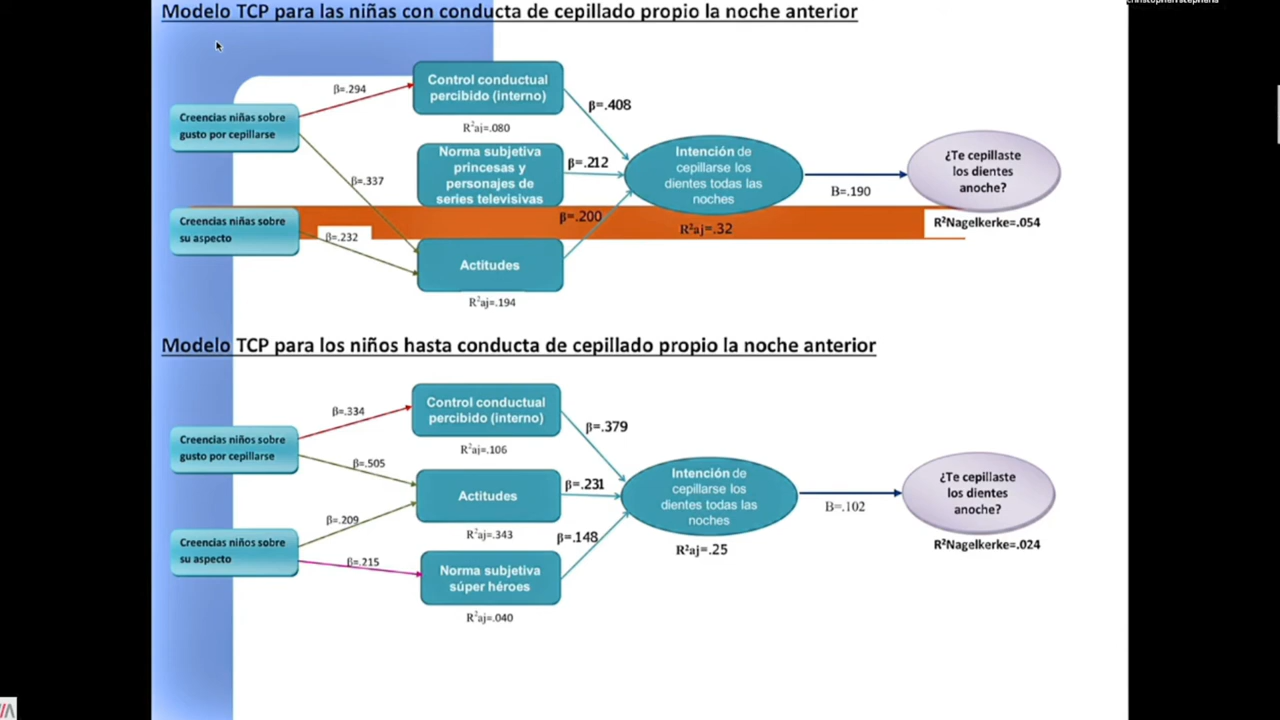 Modelo TCP para las niñas con conducta de cepillado propio la noche anterior
Control conductual
percibido (interno)
β=.294
R²aj=.080
β=.408
Creencias niñas sobre
gusto por cepillarse
Norma subjetiva
princesas y
personajes de
series televisivas
β=.212
Intención de
cepillarse los
dientes todas las
noches
¿Te cepillaste
los dientes
anoche?
β=.337
B=.190
Creencias niñas sobre
su aspecto
β=.200
R²aj=.32
R²Nagelkerke=.054
β=.232
Actitudes
R²aj=.194
Modelo TCP para los niños hasta conducta de cepillado propio la noche anterior
Control conductual
percibido (interno)
β=.334
R²aj=.106
β=.379
Creencias niños sobre
gusto por cepillarse
β=.505
Actitudes
β=.231
Intención de
cepillarse los
dientes todas las
noches
¿Te cepillaste
los dientes
anoche?
β=.209
R²aj=.343
B=.102
Creencias niños sobre
su aspecto
β=.148
R²aj=.25
R²Nagelkerke=.024
β=.215
Norma subjetiva
súper héroes
R²aj=.040